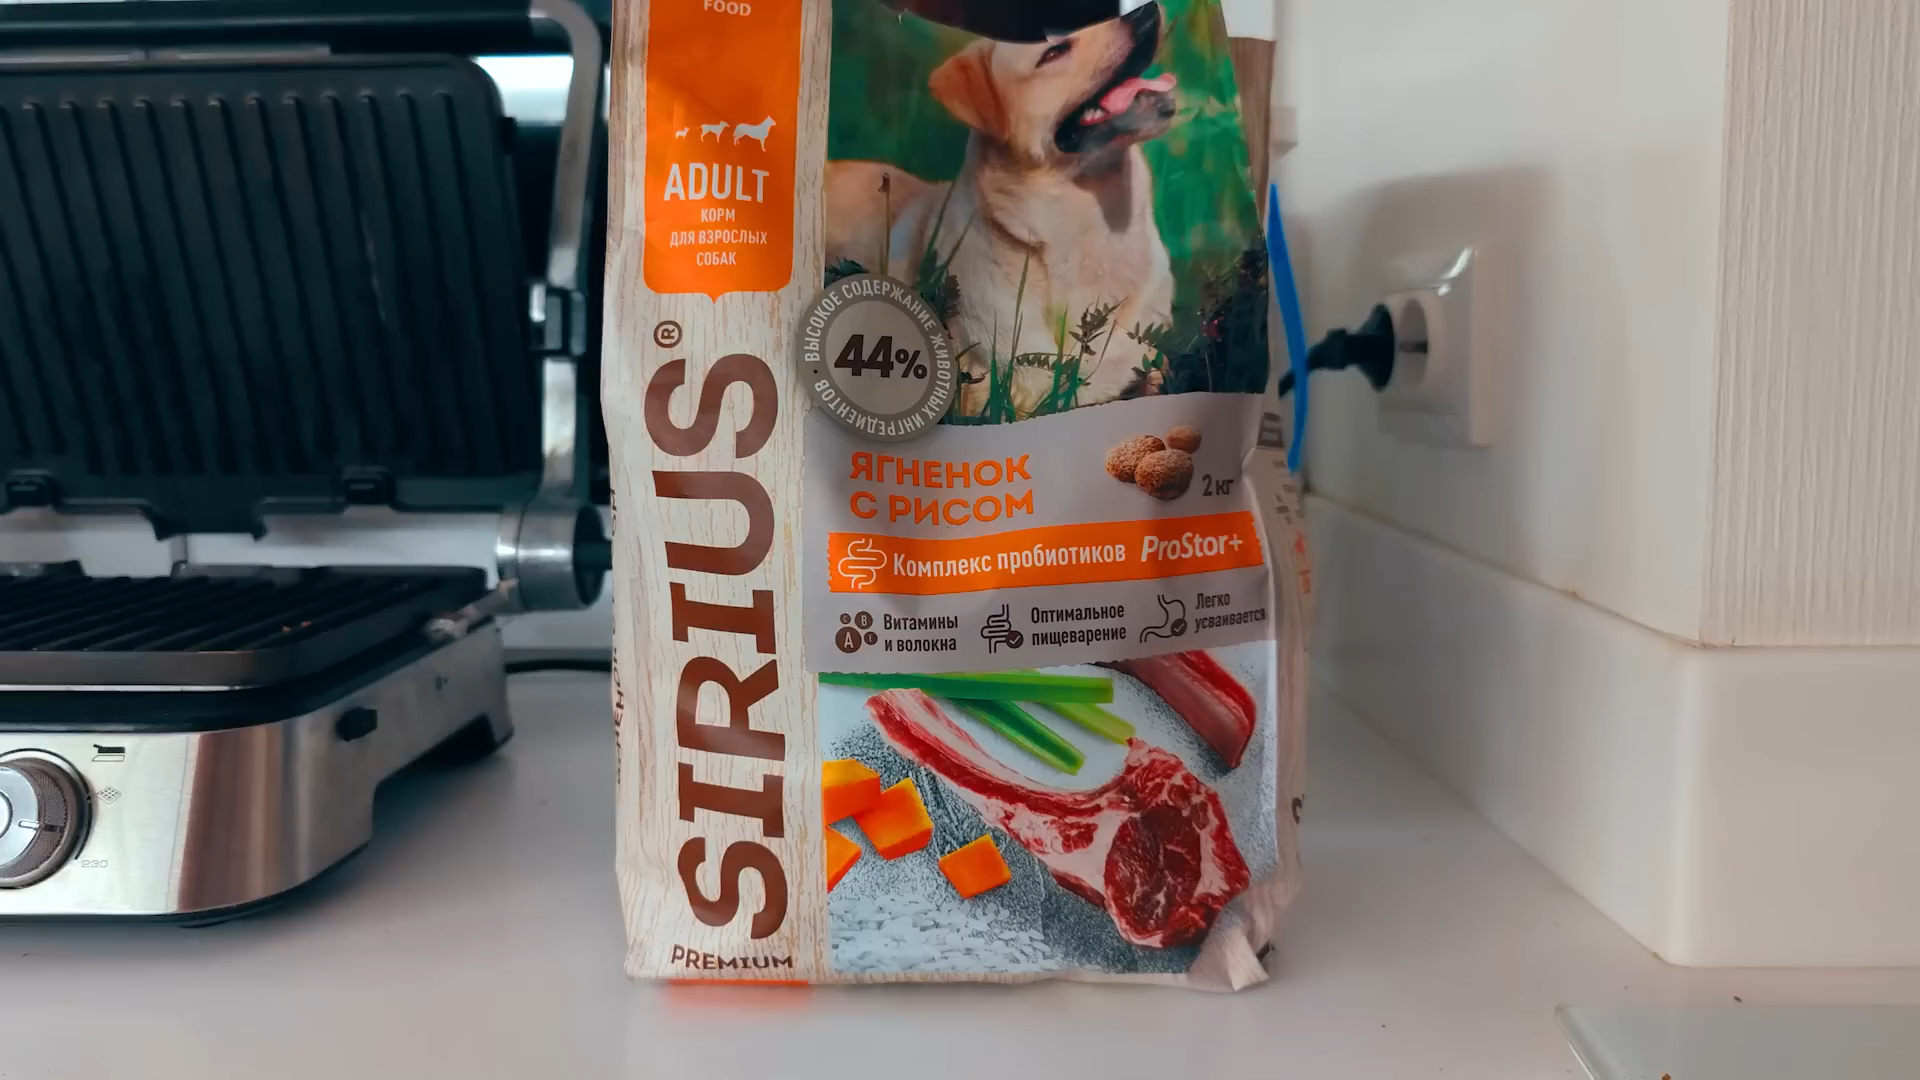 FOOD
ADULT
КОРМ
ДЛЯ ВЗРОСЛЫХ
СОБАК
SIRIUS®
PREMIUM
ВЫСОКОЕ СОДЕРЖАНИЕ ЖИВОТНЫХ ИНГРЕДИЕНТОВ
44%
ЯГНЕНОК
С РИСОМ
2 кг
Комплекс пробиотиков ProStor+
Витамины
и волокна
Оптимальное
пищеварение
Легко
усваивается
A
B
C
E
230